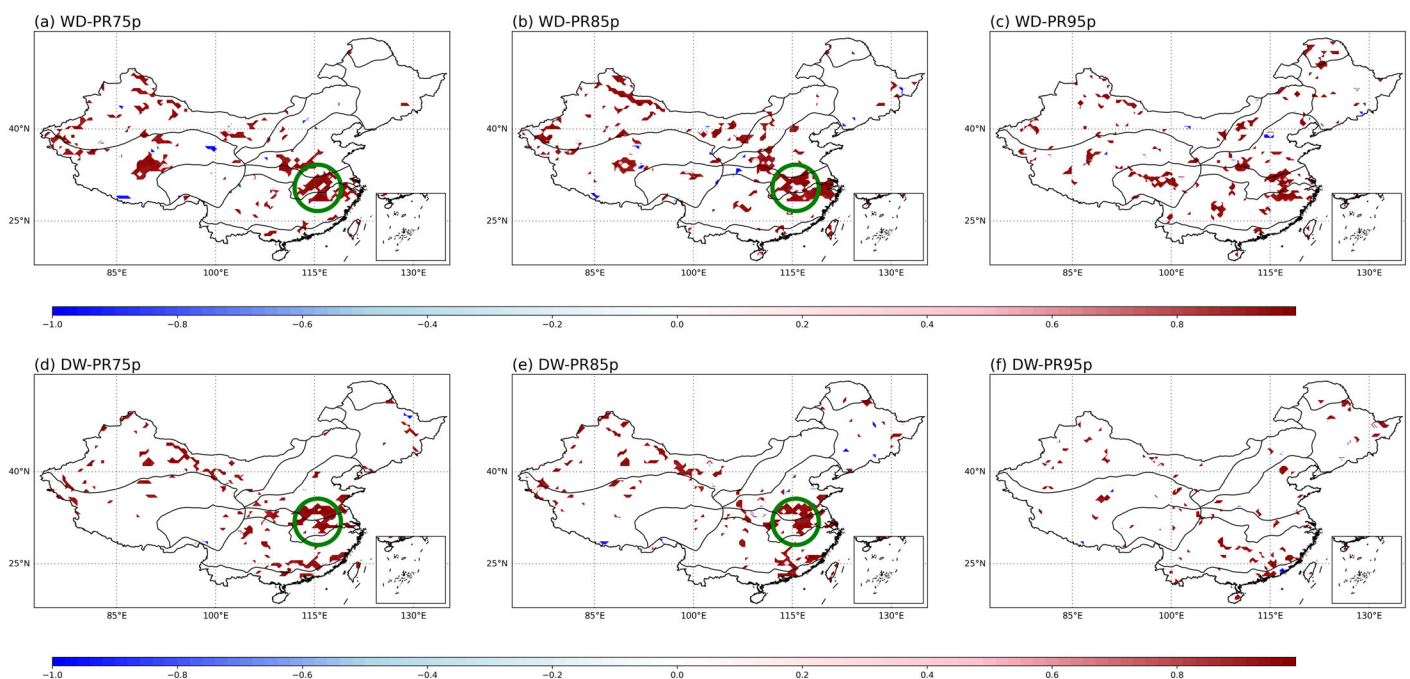 (a) WD-PR75p
(b) WD-PR85p
(c) WD-PR95p
40°N
25°N
85°E 100°E 115°E 130°E
40°N
25°N
85°E 100°E 115°E 130°E
40°N
25°N
85°E 100°E 115°E 130°E
−1.0 −0.8 −0.6 −0.4 −0.2 0.0 0.2 0.4 0.6 0.8
(d) DW-PR75p
(e) DW-PR85p
(f) DW-PR95p
40°N
25°N
85°E 100°E 115°E 130°E
40°N
25°N
85°E 100°E 115°E 130°E
40°N
25°N
85°E 100°E 115°E 130°E
−1.0 −0.8 −0.6 −0.4 −0.2 0.0 0.2 0.4 0.6 0.8